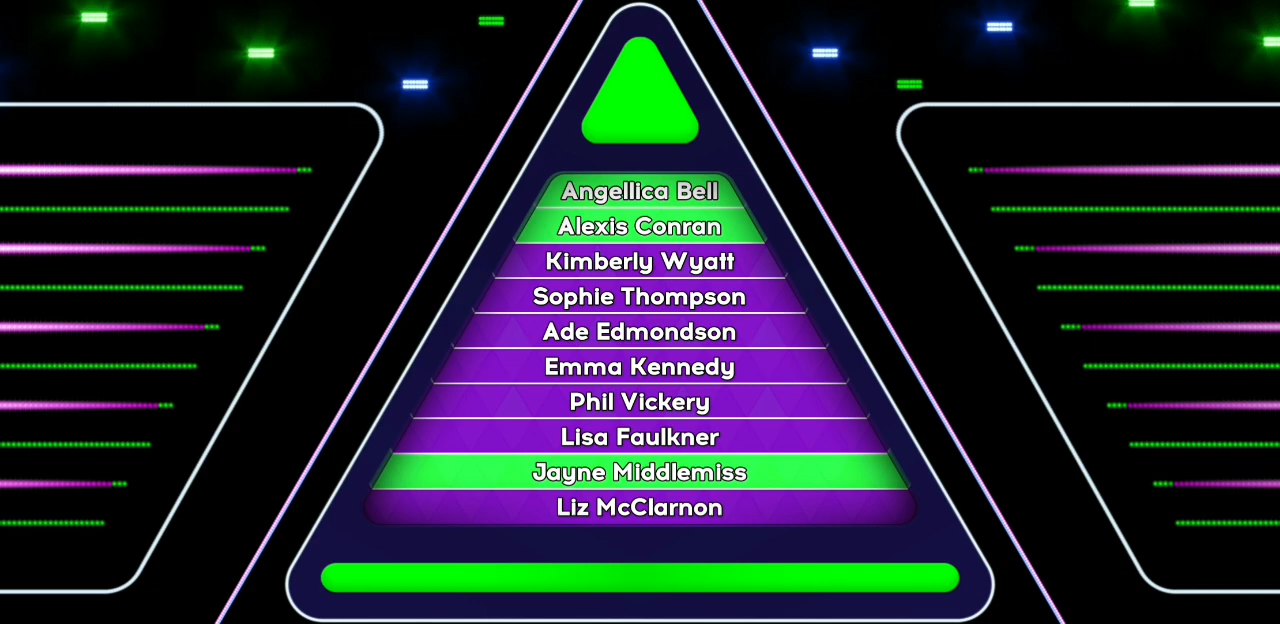 Angellica Bell
Alexis Conran
Kimberly Wyatt
Sophie Thompson
Ade Edmondson
Emma Kennedy
Phil Vickery
Lisa Faulkner
Jayne Middlemiss
Liz McClarnon